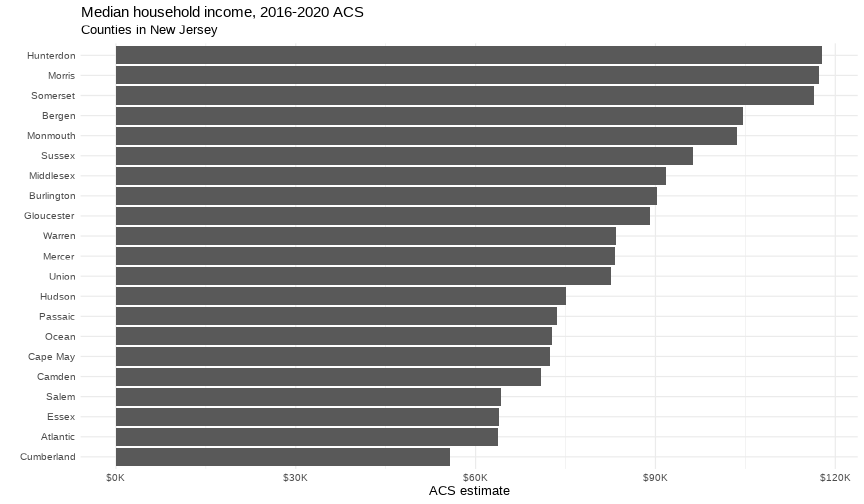 Median household income, 2016-2020 ACS
Counties in New Jersey
Hunterdon
Morris
Somerset
Bergen
Monmouth
Sussex
Middlesex
Burlington
Gloucester
Warren
Mercer
Union
Hudson
Passaic
Ocean
Cape May
Camden
Salem
Essex
Atlantic
Cumberland
$0K $30K $60K $90K $120K
ACS estimate